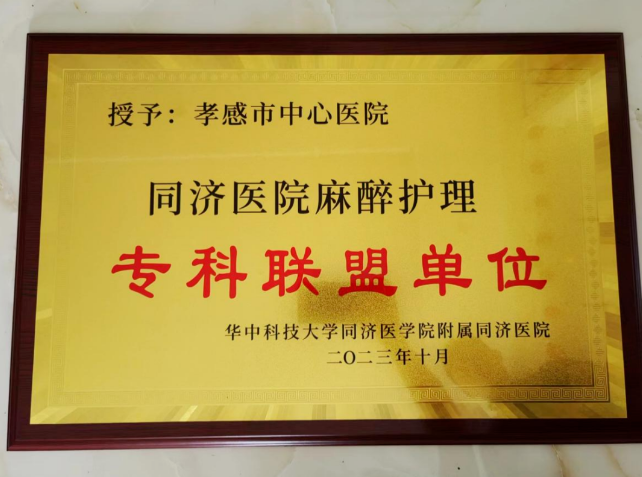 授予：孝感市中心医院
同济医院麻醉护理
专科联盟单位
华中科技大学同济医学院附属同济医院
二O二三年十月